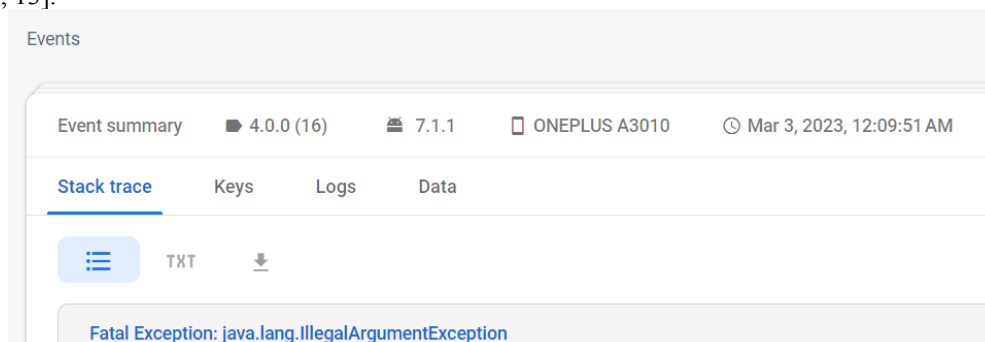 , 15].
Events
Event summary 4.0.0 (16) 7.1.1 ONEPLUS A3010 Mar 3, 2023, 12:09:51 AM
Stack trace Keys Logs Data
TXT
Fatal Exception: java.lang.IllegalArgumentException